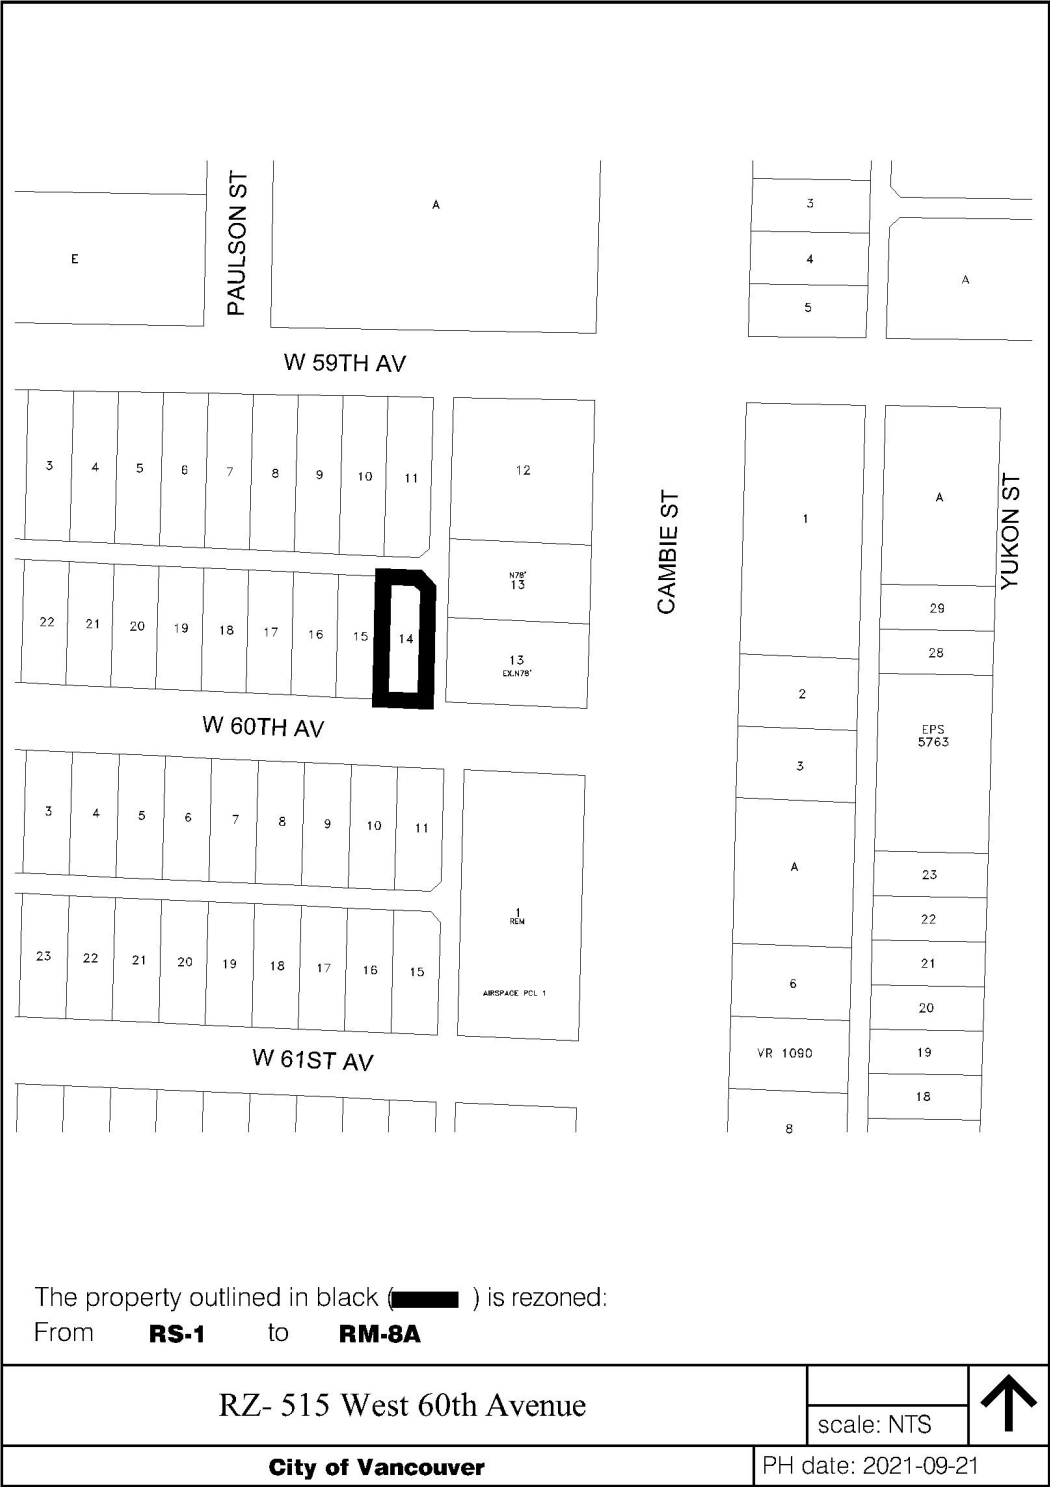 PAULSON ST
A
E
3
4
5
A
W 59TH AV
3 4 5 6 7 8 9 10 11
12
N78'
13
13
EX.N78'
CAMBIE ST
1
A
YUKON ST
29
28
2
3
EPS
5763
22 21 20 19 18 17 16 15 14
W 60TH AV
3 4 5 6 7 8 9 10 11
1
REM
AIRSPACE PCL 1
A
23
22
21
20
19
18
6
VR 1090
8
23 22 21 20 19 18 17 16 15
W 61ST AV
The property outlined in black ( ) is rezoned:
From RS-1 to RM-8A
RZ- 515 West 60th Avenue
scale: NTS
City of Vancouver
PH date: 2021-09-21